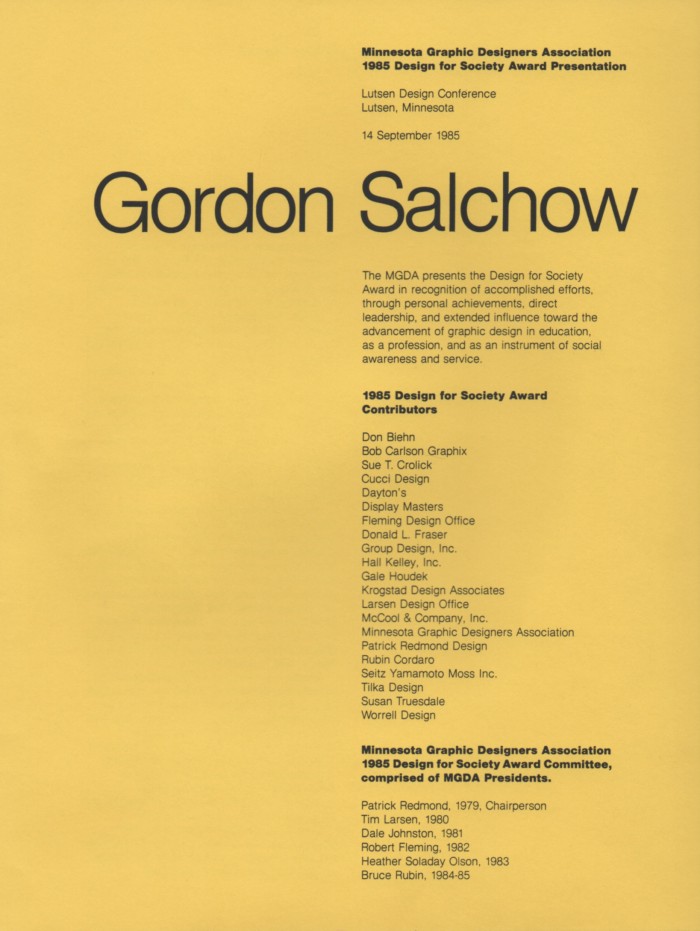 Minnesota Graphic Designers Association
1985 Design for Society Award Presentation
Lutsen Design Conference
Lutsen, Minnesota
14 September 1985
Gordon Salchow
The MGDA presents the Design for Society
Award in recognition of accomplished efforts,
through personal achievements, direct
leadership, and extended influence toward the
advancement of graphic design in education,
as a profession, and as an instrument of social
awareness and service.
1985 Design for Society Award
Contributors
Don Biehn
Bob Carlson Graphix
Sue T. Crolick
Cucci Design
Dayton's
Display Masters
Fleming Design Office
Donald L. Fraser
Group Design, Inc.
Hall Kelley, Inc.
Gale Houdek
Krogstad Design Associates
Larsen Design Office
McCool & Company, Inc.
Minnesota Graphic Designers Association
Patrick Redmond Design
Rubin Cordaro
Seitz Yamamoto Moss Inc.
Tilka Design
Susan Truesdale
Worrell Design
Minnesota Graphic Designers Association
1985 Design for Society Award Committee,
comprised of MGDA Presidents.
Patrick Redmond, 1979, Chairperson
Tim Larsen, 1980
Dale Johnston, 1981
Robert Fleming, 1982
Heather Soladay Olson, 1983
Bruce Rubin, 1984-85